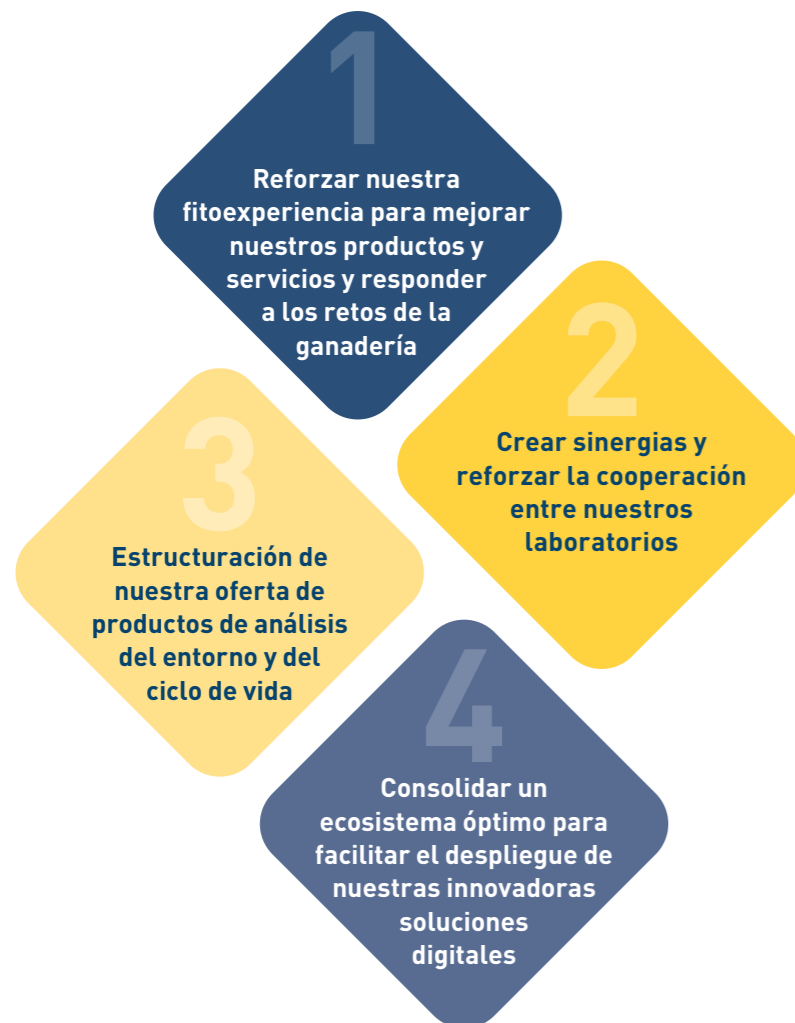 1
Reforzar nuestra
fitoexperiencia para mejorar
nuestros productos y
servicios y responder
a los retos de la
ganadería
2
Crear sinergias y
reforzar la cooperación
entre nuestros
laboratorios
3
Estructuración de
nuestra oferta de
productos de análisis
del entorno y del
ciclo de vida
4
Consolidar un
ecosistema óptimo para
facilitar el despliegue de
nuestras innovadoras
soluciones
digitales